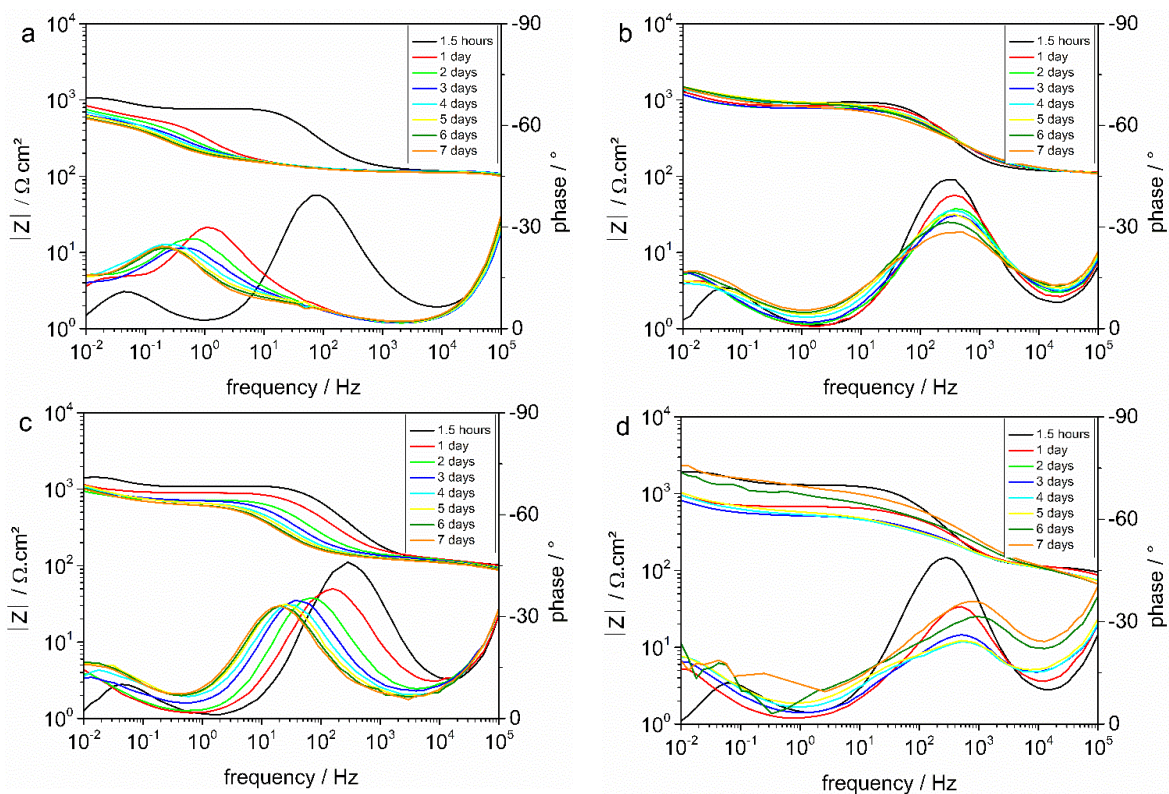 a
10⁴
10³
10²
10¹
10⁰
|Z| / Ω.cm²
-90
-60
-30
0
phase / °
1.5 hours
1 day
2 days
3 days
4 days
5 days
6 days
7 days
10⁻² 10⁻¹ 10⁰ 10¹ 10² 10³ 10⁴ 10⁵
frequency / Hz
b
10⁴
10³
10²
10¹
10⁰
|Z| / Ω.cm²
-90
-60
-30
0
phase / °
1.5 hours
1 day
2 days
3 days
4 days
5 days
6 days
7 days
10⁻² 10⁻¹ 10⁰ 10¹ 10² 10³ 10⁴ 10⁵
frequency / Hz
c
10⁴
10³
10²
10¹
10⁰
|Z| / Ω.cm²
-90
-60
-30
0
phase / °
1.5 hours
1 day
2 days
3 days
4 days
5 days
6 days
7 days
10⁻² 10⁻¹ 10⁰ 10¹ 10² 10³ 10⁴ 10⁵
frequency / Hz
d
10⁴
10³
10²
10¹
10⁰
|Z| / Ω.cm²
-90
-60
-30
0
phase / °
1.5 hours
1 day
2 days
3 days
4 days
5 days
6 days
7 days
10⁻² 10⁻¹ 10⁰ 10¹ 10² 10³ 10⁴ 10⁵
frequency / Hz